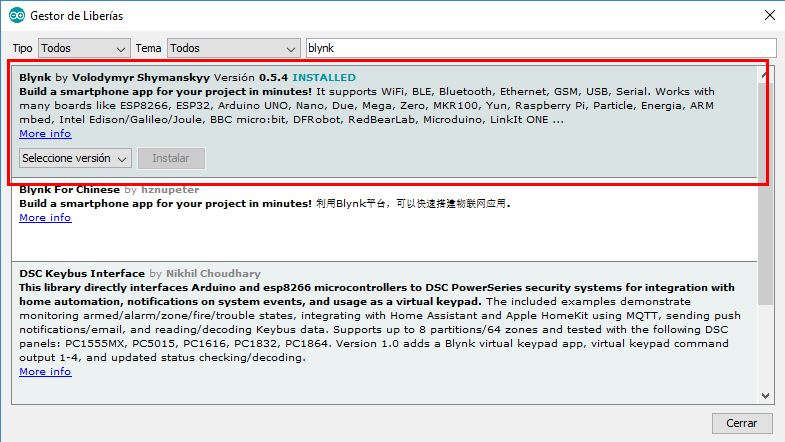 Gestor de Liberías
Tipo Todos Tema Todos blynk
Blynk by Volodymyr Shymanskyy Versión 0.5.4 INSTALLED
Build a smartphone app for your project in minutes! It supports WiFi, BLE, Bluetooth, Ethernet, GSM, USB, Serial. Works with
many boards like ESP8266, ESP32, Arduino UNO, Nano, Due, Mega, Zero, MKR100, Yun, Raspberry Pi, Particle, Energia, ARM
mbed, Intel Edison/Galileo/Joule, BBC micro:bit, DFRobot, RedBearLab, Microduino, LinkIt ONE ...
More info
Seleccione versión Instalar
Blynk For Chinese by hznupeter
Build a smartphone app for your project in minutes! 利用Blynk平台，可以快速搭建物联网应用.
More info
DSC Keybus Interface by Nikhil Choudhary
This library directly interfaces Arduino and esp8266 microcontrollers to DSC PowerSeries security systems for integration with
home automation, notifications on system events, and usage as a virtual keypad. The included examples demonstrate
monitoring armed/alarm/zone/fire/trouble states, integrating with Home Assistant and Apple HomeKit using MQTT, sending push
notifications/email, and reading/decoding Keybus data. Supports up to 8 partitions/64 zones and tested with the following DSC
panels: PC1555MX, PC5015, PC1616, PC1832, PC1864. Version 1.0 adds a Blynk virtual keypad app, virtual keypad command
output 1-4, and updated status checking/decoding.
More info
Cerrar